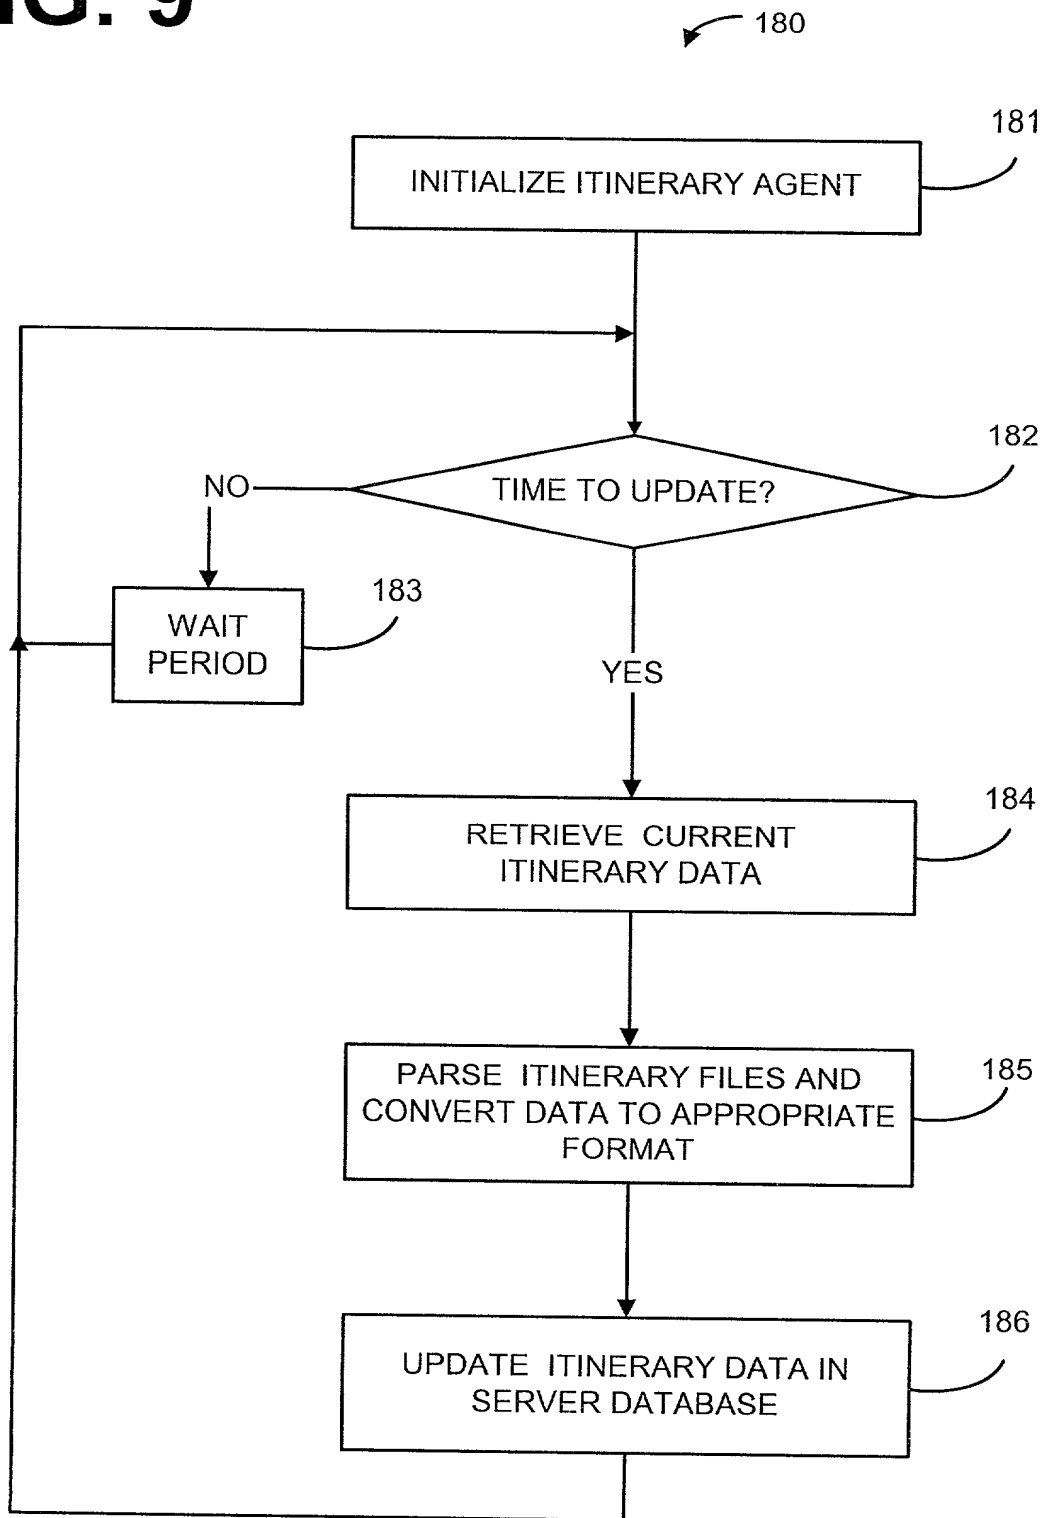 FIG. 9
180
181
INITIALIZE ITINERARY AGENT
182
TIME TO UPDATE?
NO
183
WAIT
PERIOD
YES
184
RETRIEVE CURRENT
ITINERARY DATA
185
PARSE ITINERARY FILES AND
CONVERT DATA TO APPROPRIATE
FORMAT
186
UPDATE ITINERARY DATA IN
SERVER DATABASE